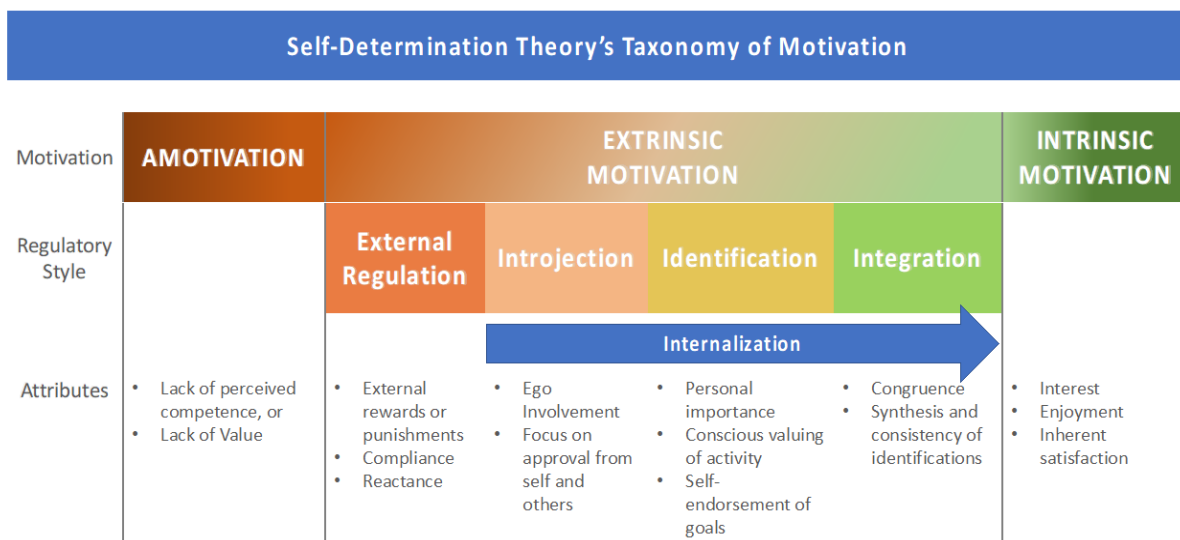 Self-Determination Theory's Taxonomy of Motivation
Motivation
AMOTIVATION
EXTRINSIC
MOTIVATION
INTRINSIC
MOTIVATION
Regulatory
Style
External
Regulation
Introjection
Identification
Integration
Internalization
Attributes
• Lack of perceived
competence, or
• Lack of Value
• External
rewards or
punishments
• Compliance
• Reactance
• Ego
Involvement
• Focus on
approval from
self and
others
• Personal
importance
• Conscious valuing
of activity
• Self-
endorsement of
goals
• Congruence
• Synthesis and
consistency of
identifications
• Interest
• Enjoyment
• Inherent
satisfaction